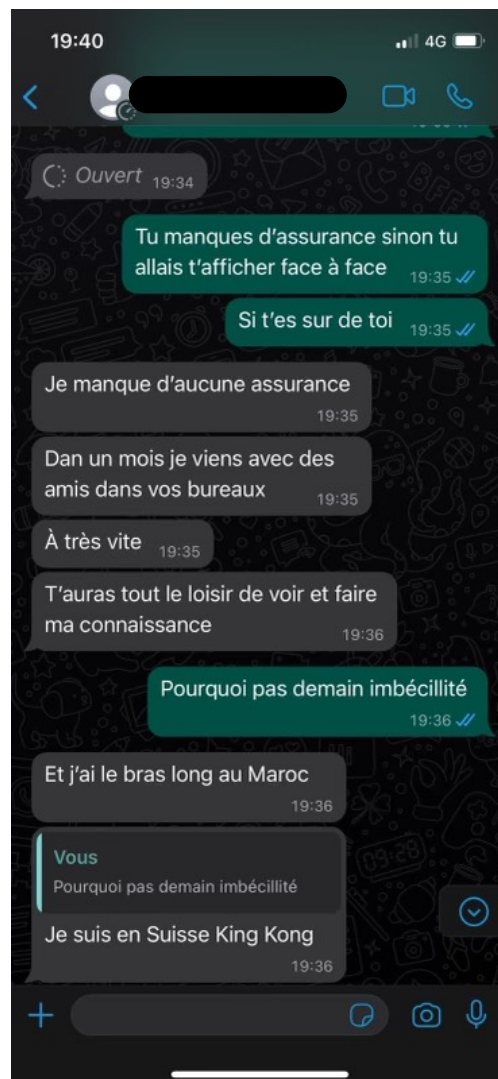 19:40
4G
Ouvert 19:34
Tu manques d'assurance sinon tu
allais t'afficher face à face 19:35
Si t'es sur de toi 19:35
Je manque d'aucune assurance
19:35
Dan un mois je viens avec des
amis dans vos bureaux 19:35
À très vite 19:35
T'auras tout le loisir de voir et faire
ma connaissance 19:36
Pourquoi pas demain imbécillité
19:36
Et j'ai le bras long au Maroc
19:36
Vous
Pourquoi pas demain imbécillité
Je suis en Suisse King Kong
19:36